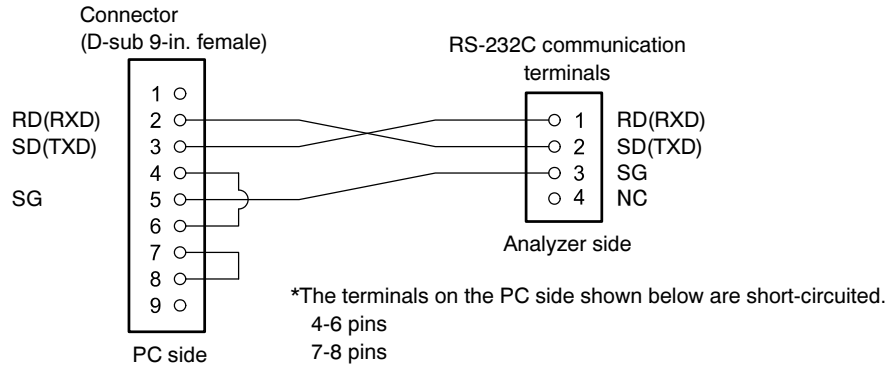 Connector
(D-sub 9-in. female)
RS-232C communication
terminals
1
RD(RXD) 2
SD(TXD) 3
4
SG 5
6
7
8
9
PC side
1 RD(RXD)
2 SD(TXD)
3 SG
4 NC
Analyzer side
*The terminals on the PC side shown below are short-circuited.
4-6 pins
7-8 pins